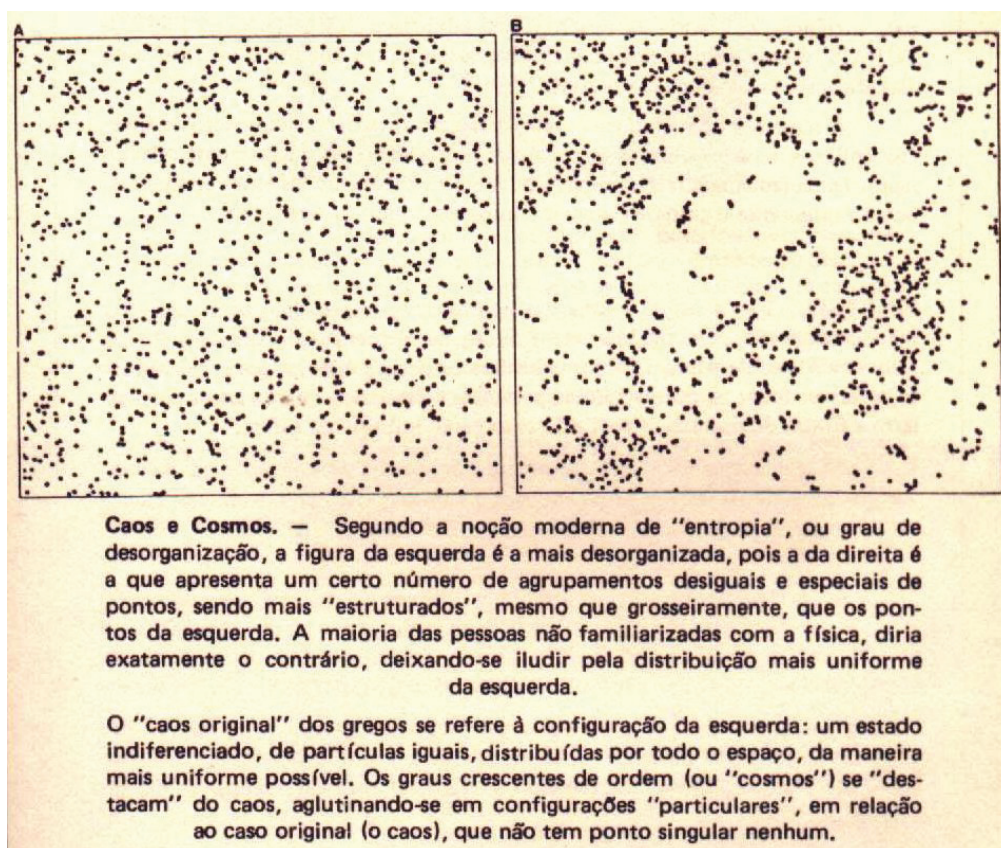 A
B
Caos e Cosmos. — Segundo a noção moderna de "entropia", ou grau de
desorganização, a figura da esquerda é a mais desorganizada, pois a da direita é
a que apresenta um certo número de agrupamentos desiguais e especiais de
pontos, sendo mais "estruturados", mesmo que grosseiramente, que os pon-
tos da esquerda. A maioria das pessoas não familiarizadas com a física, diria
exatamente o contrário, deixando-se iludir pela distribuição mais uniforme
da esquerda.
O "caos original" dos gregos se refere à configuração da esquerda: um estado
indiferenciado, de partículas iguais, distribuídas por todo o espaço, da maneira
mais uniforme possível. Os graus crescentes de ordem (ou "cosmos") se "des-
tacam" do caos, aglutinando-se em configurações "particulares", em relação
ao caso original (o caos), que não tem ponto singular nenhum.